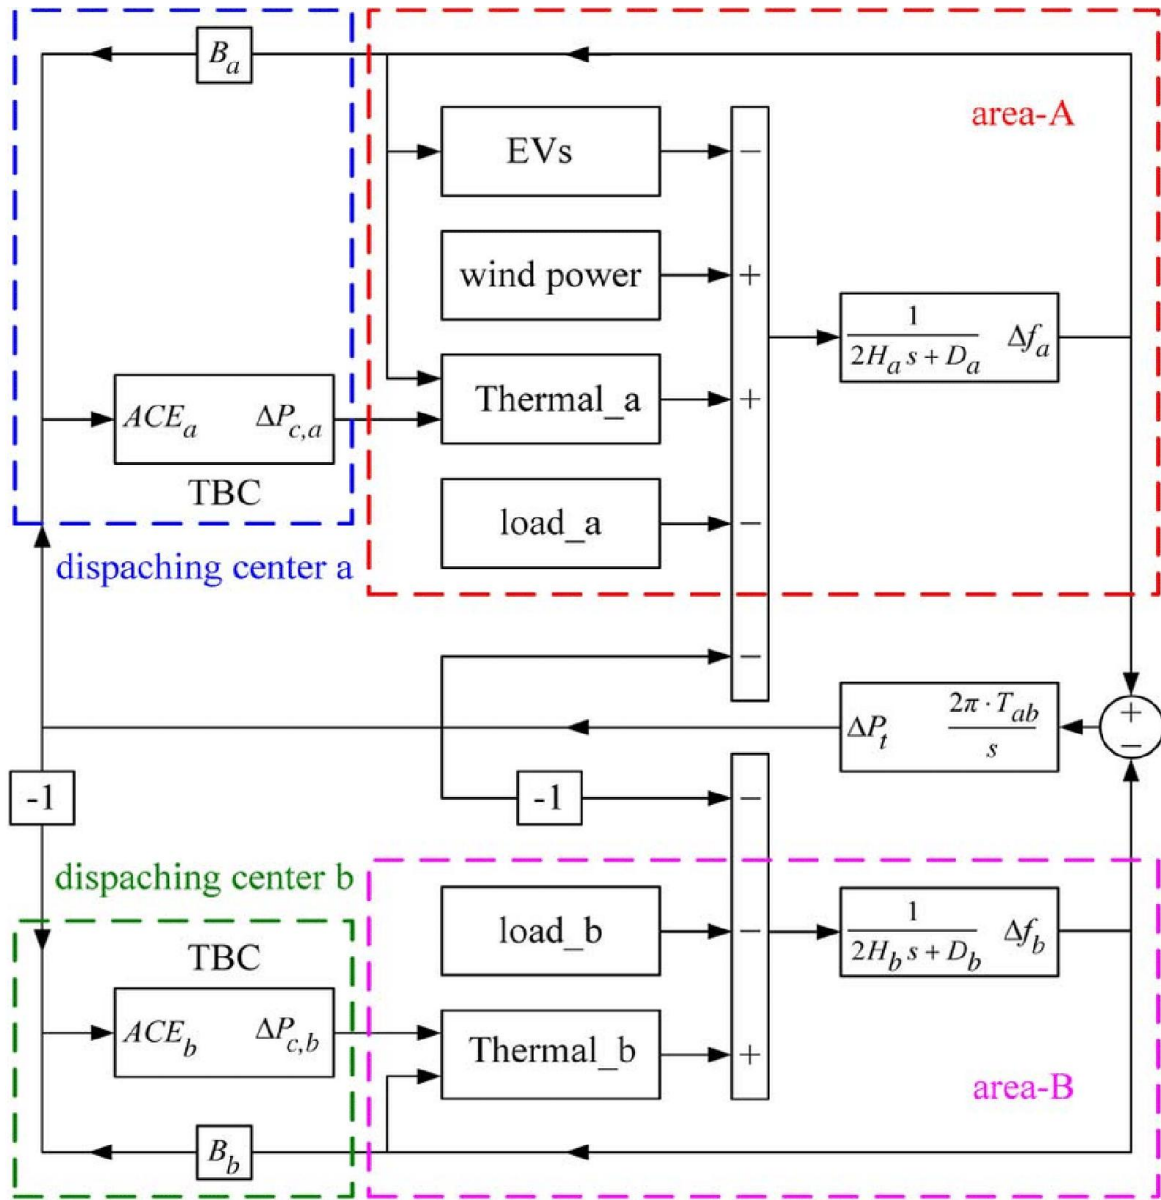 Ba
area-A
EVs
−
wind power
+
1
2Has + Da
Δfa
Thermal_a
+
ACEa
ΔPc,a
TBC
load_a
−
dispaching center a
−
ΔPt
2π · Tab
s
+
−
-1
-1
−
dispaching center b
load_b
−
1
2Hbs + Db
Δfb
TBC
ACEb
ΔPc,b
Thermal_b
+
area-B
Bb